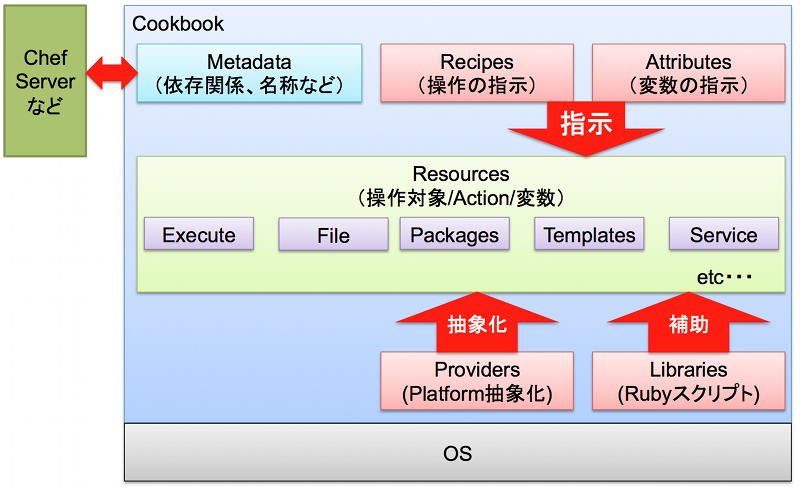 Cookbook
Chef
Server
など
Metadata
（依存関係、名称など）
Recipes
（操作の指示）
Attributes
（変数の指示）
指示
Resources
（操作対象/Action/変数）
Execute
File
Packages
Templates
Service
etc・・・
抽象化
補助
Providers
(Platform抽象化)
Libraries
(Rubyスクリプト)
OS